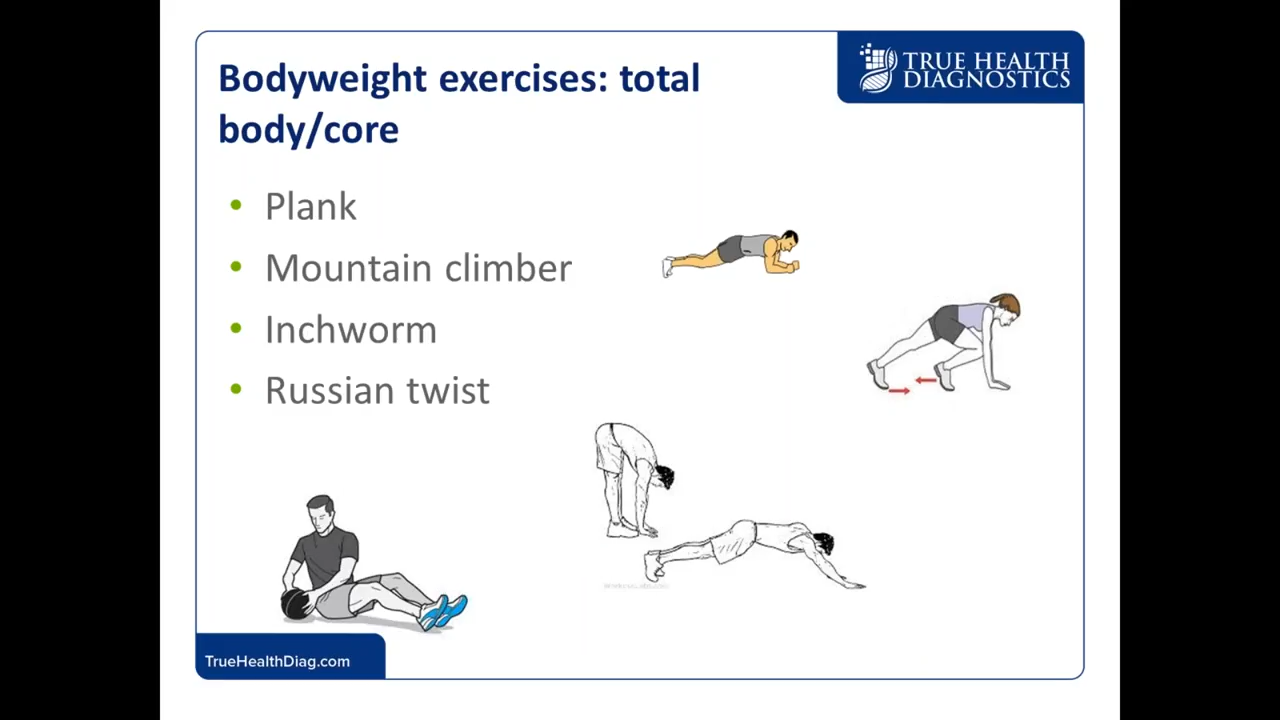 Bodyweight exercises: total
body/core
TRUE HEALTH
DIAGNOSTICS
• Plank
• Mountain climber
• Inchworm
• Russian twist
TrueHealthDiag.com